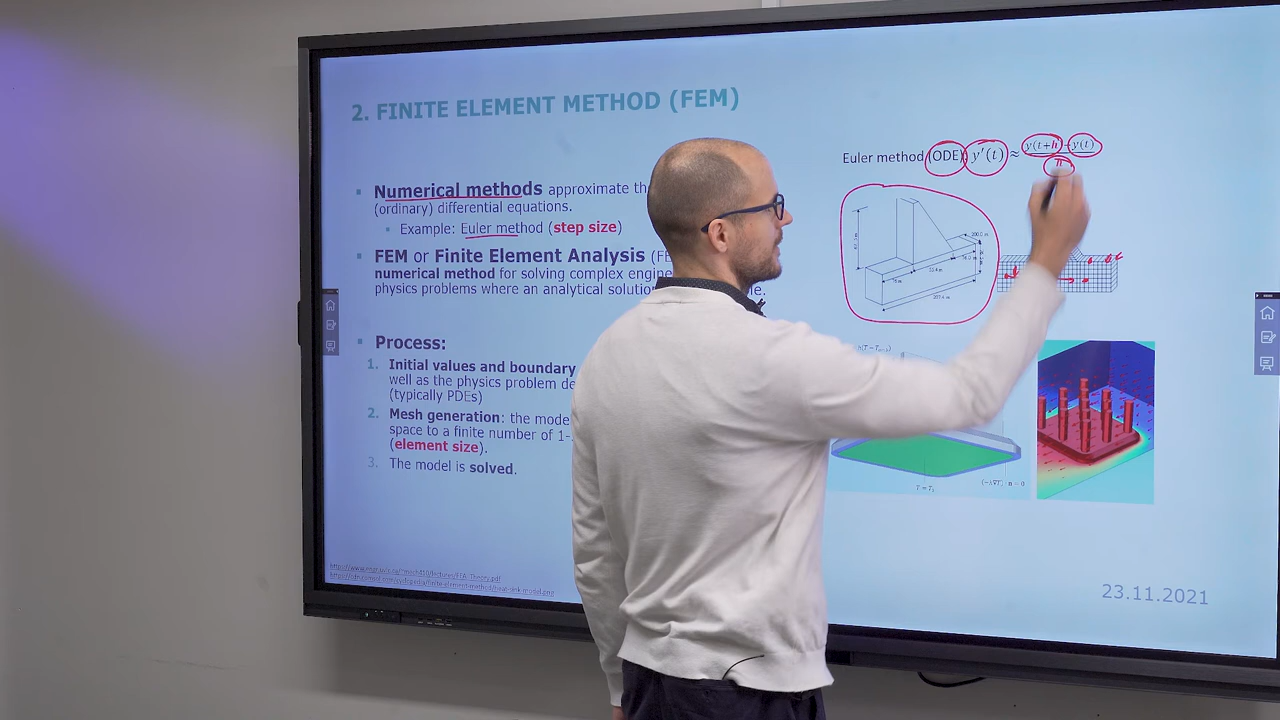 2. FINITE ELEMENT METHOD (FEM)
Numerical methods approximate th
(ordinary) differential equations.
Example: Euler method (step size)
FEM or Finite Element Analysis (FE
numerical method for solving complex engine
physics problems where an analytical solutio
Process:
1. Initial values and boundary
well as the physics problem de
(typically PDEs)
2. Mesh generation: the mode
space to a finite number of 1-
(element size).
3. The model is solved.
Euler method (ODE) y'(t) ≈ y(t+h)-y(t)
h
23.11.2021